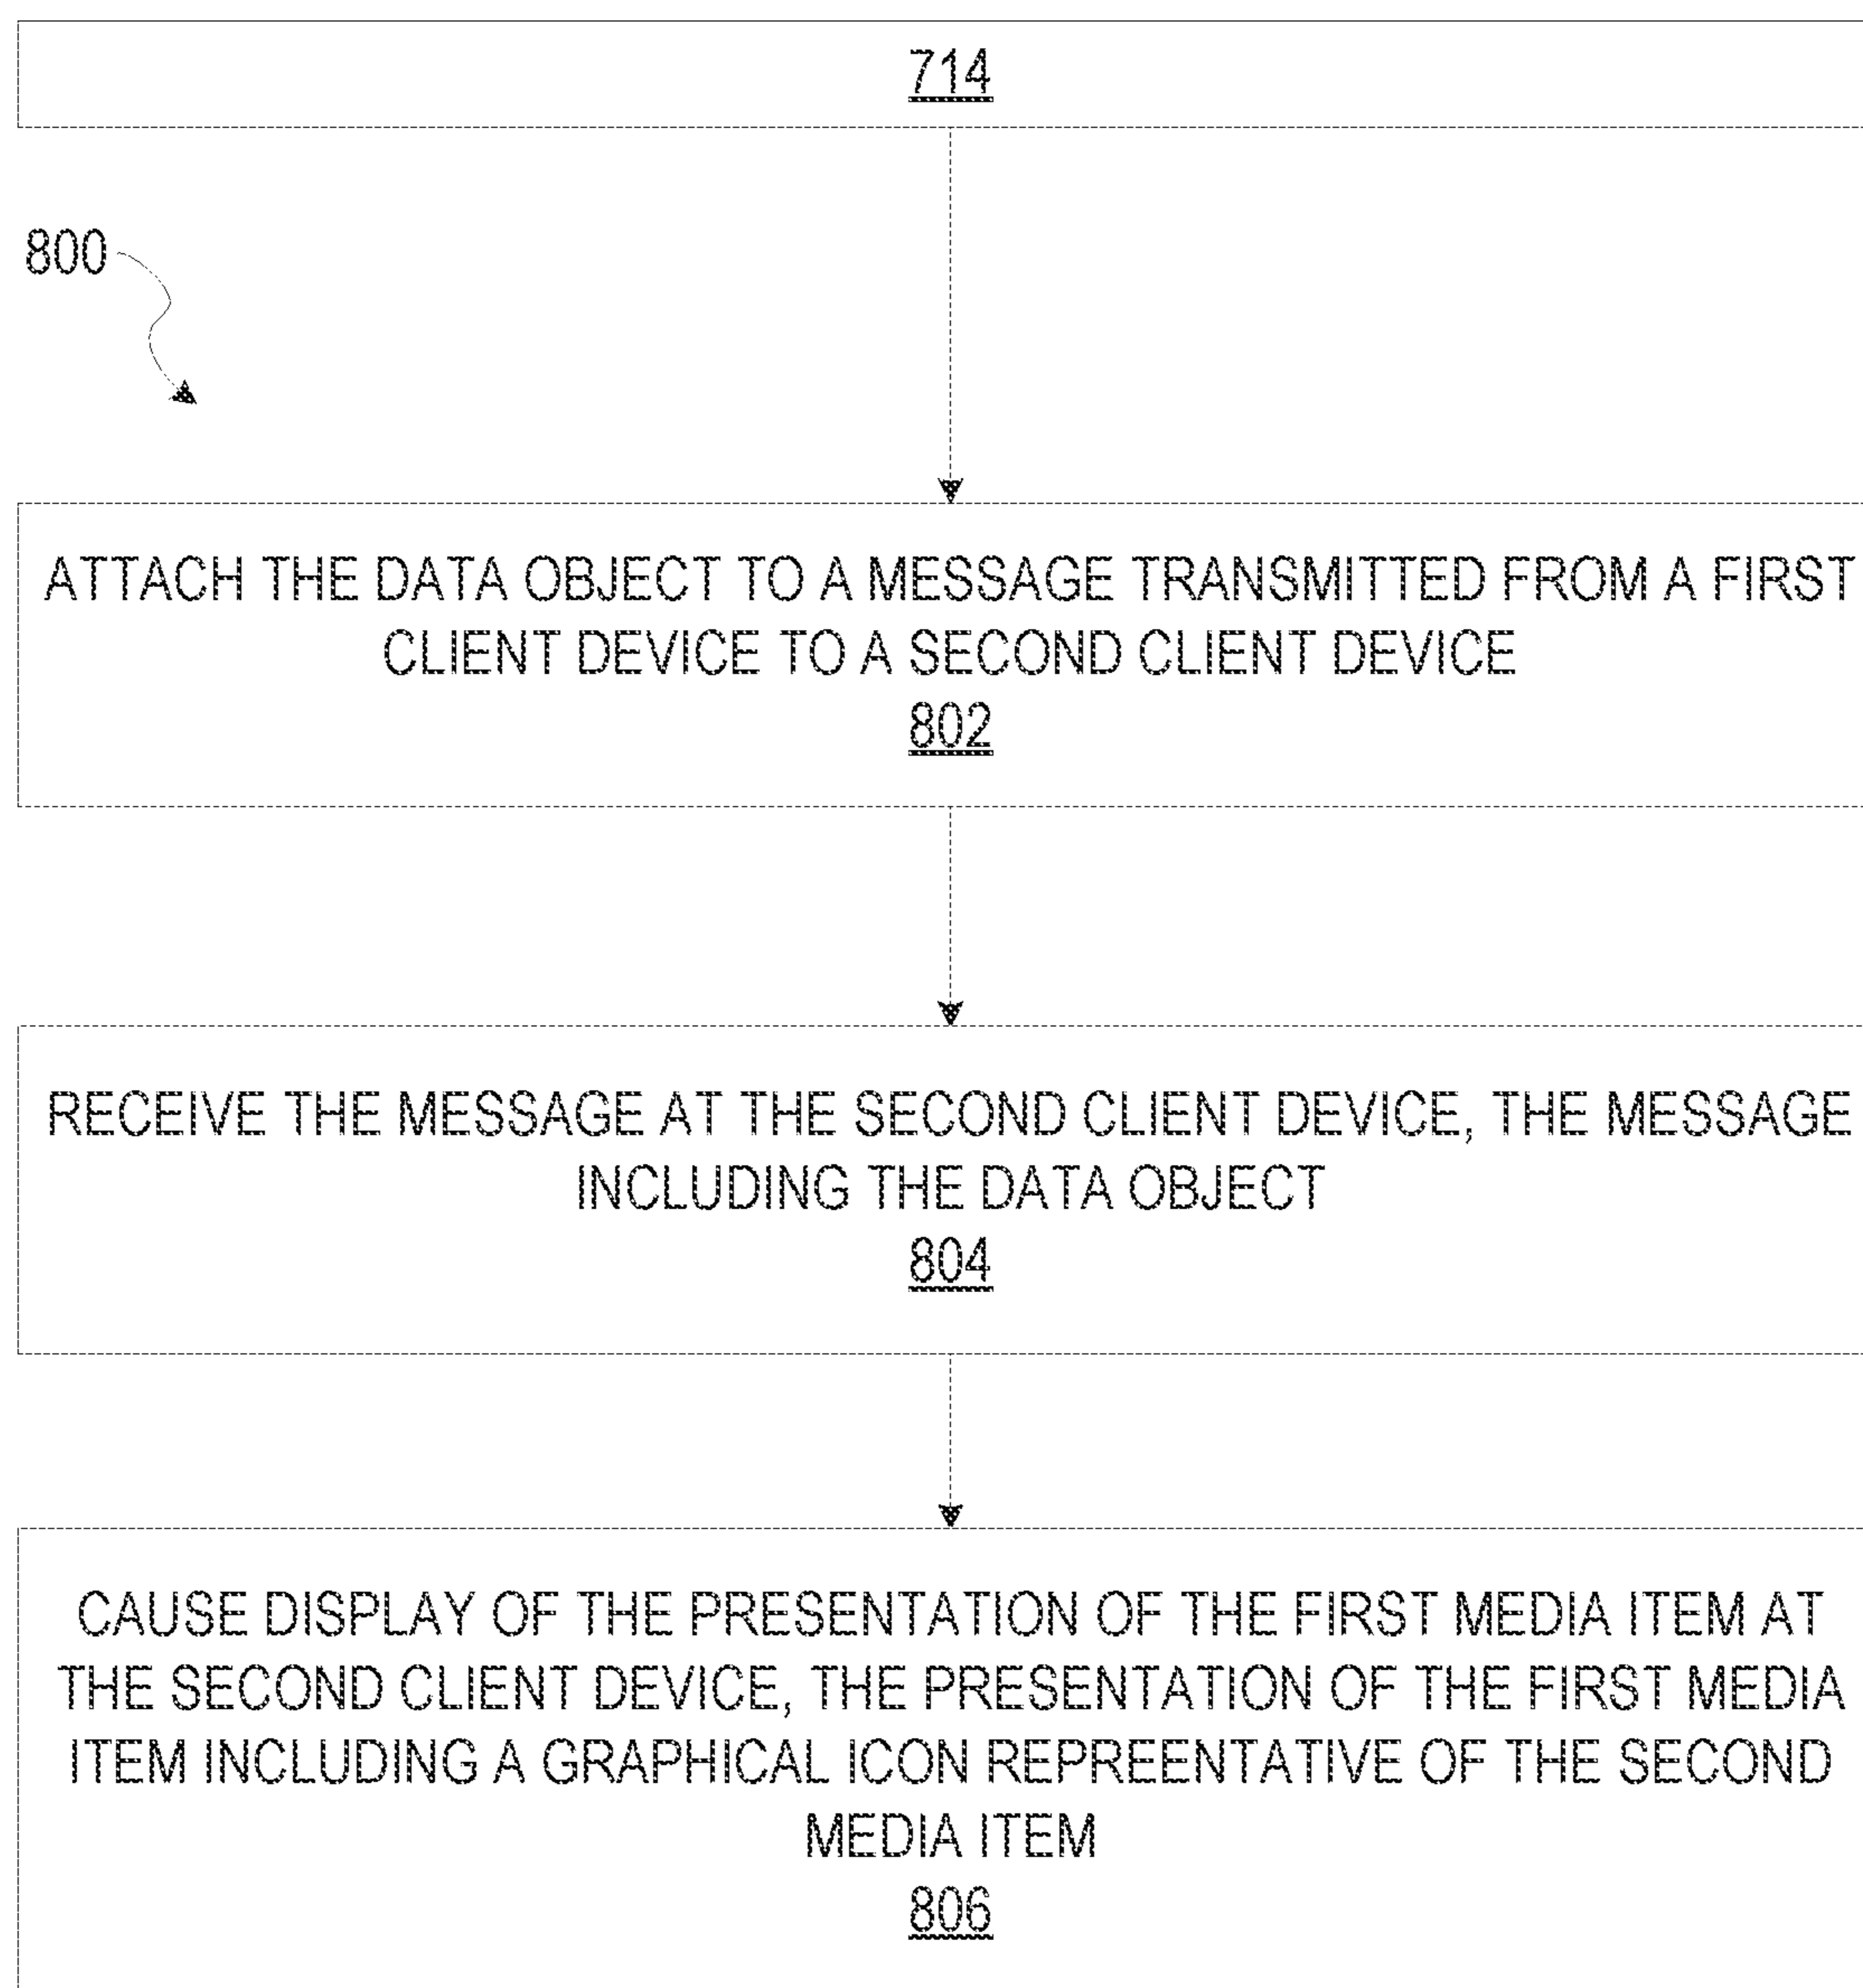 714
800
ATTACH THE DATA OBJECT TO A MESSAGE TRANSMITTED FROM A FIRST
CLIENT DEVICE TO A SECOND CLIENT DEVICE
802
RECEIVE THE MESSAGE AT THE SECOND CLIENT DEVICE, THE MESSAGE
INCLUDING THE DATA OBJECT
804
CAUSE DISPLAY OF THE PRESENTATION OF THE FIRST MEDIA ITEM AT
THE SECOND CLIENT DEVICE, THE PRESENTATION OF THE FIRST MEDIA
ITEM INCLUDING A GRAPHICAL ICON REPREENTATIVE OF THE SECOND
MEDIA ITEM
806